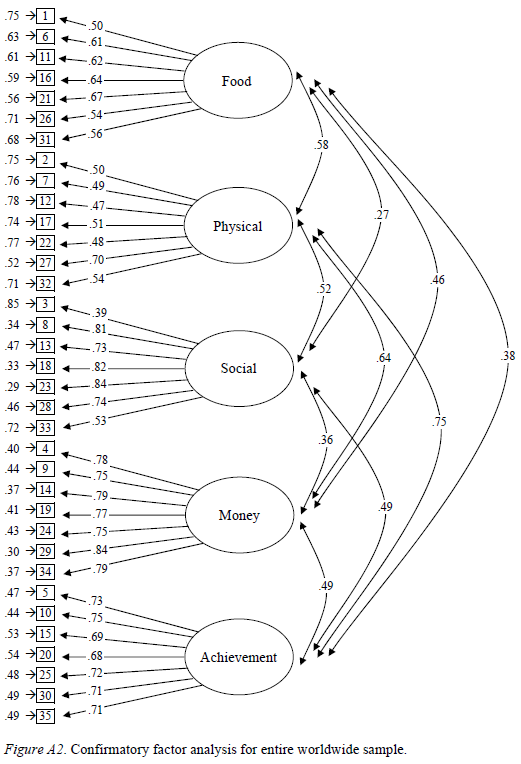 .75 1 .50
.63 6 .61
.61 11 .62
.59 16 .64 Food
.56 21 .67
.71 26 .54
.68 31 .56
.58
.75 2 .50
.76 7 .49
.78 12 .47
.27
.74 17 .51 Physical
.77 22 .48
.52 27 .70
.71 32 .54
.46
.52
.85 3 .39
.34 8 .81
.47 13 .73
.64 .38
.33 18 .82 Social
.29 23 .84
.46 28 .74
.72 33 .53
.75
.36
.40 4 .78
.44 9 .75
.37 14 .79
.49
.41 19 .77 Money
.43 24 .75
.30 29 .84
.37 34 .79
.49
.47 5 .73
.44 10 .75
.53 15 .69
.54 20 .68 Achievement
.48 25 .72
.49 30 .71
.49 35 .71
Figure A2. Confirmatory factor analysis for entire worldwide sample.